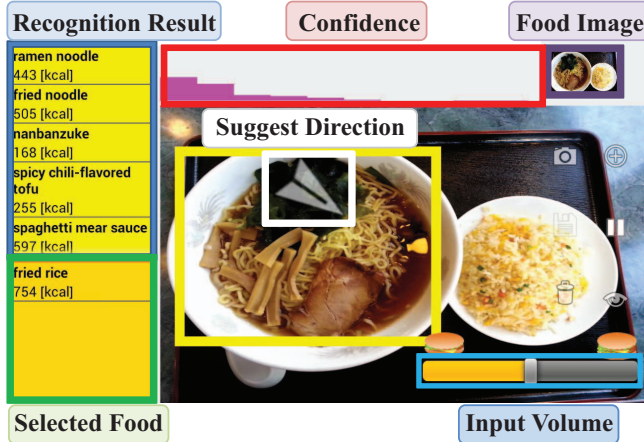 Recognition Result
Confidence
Food Image
ramen noodle
443 [kcal]
fried noodle
505 [kcal]
nanbanzuke
168 [kcal]
spicy chili-flavored
tofu
255 [kcal]
spaghetti mear sauce
597 [kcal]
fried rice
754 [kcal]
Suggest Direction
Selected Food
Input Volume